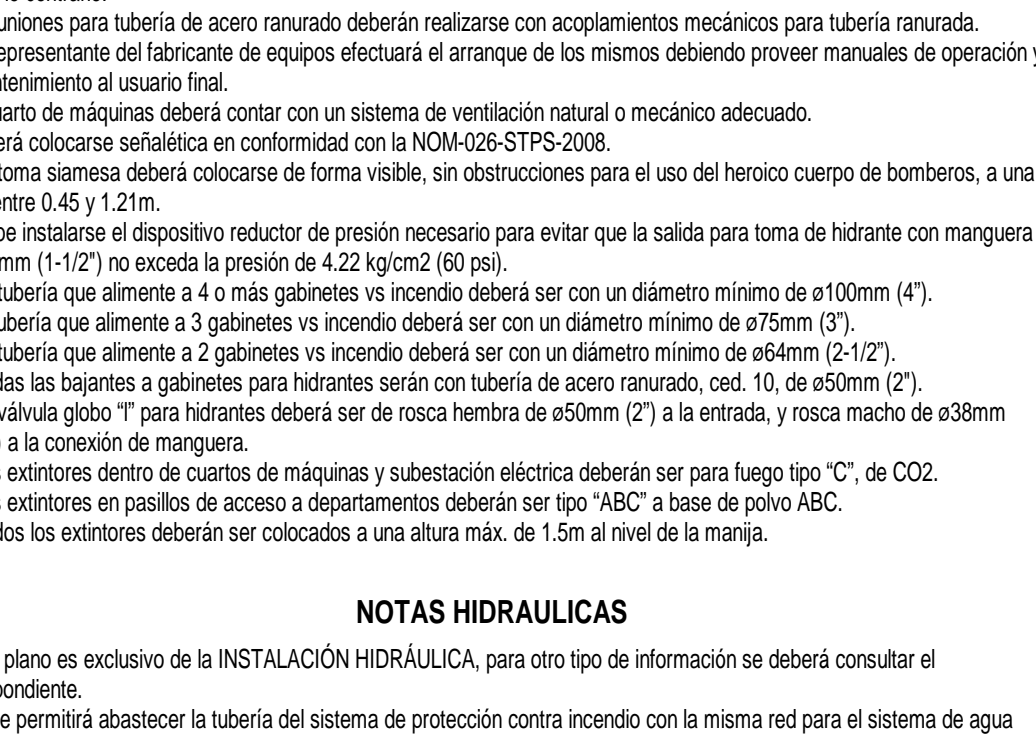 lo contrario.
uniones para tubería de acero ranurado deberán realizarse con acoplamientos mecánicos para tubería ranurada.
epresentante del fabricante de equipos efectuará el arranque de los mismos debiendo proveer manuales de operación y
ntenimiento al usuario final.
uarto de máquinas deberá contar con un sistema de ventilación natural o mecánico adecuado.
erá colocarse señalética en conformidad con la NOM-026-STPS-2008.
toma siamesa deberá colocarse de forma visible, sin obstrucciones para el uso del heroico cuerpo de bomberos, a una
entre 0.45 y 1.21m.
be instalarse el dispositivo reductor de presión necesario para evitar que la salida para toma de hidrante con manguera
mm (1-1/2") no exceda la presión de 4.22 kg/cm2 (60 psi).
tubería que alimente a 4 o más gabinetes vs incendio deberá ser con un diámetro mínimo de ø100mm (4”).
ubería que alimente a 3 gabinetes vs incendio deberá ser con un diámetro mínimo de ø75mm (3”).
tubería que alimente a 2 gabinetes vs incendio deberá ser con un diámetro mínimo de ø64mm (2-1/2”).
das las bajantes a gabinetes para hidrantes serán con tubería de acero ranurado, ced. 10, de ø50mm (2").
válvula globo “l” para hidrantes deberá ser de rosca hembra de ø50mm (2”) a la entrada, y rosca macho de ø38mm
) a la conexión de manguera.
s extintores dentro de cuartos de máquinas y subestación eléctrica deberán ser para fuego tipo “C”, de CO2.
s extintores en pasillos de acceso a departamentos deberán ser tipo “ABC” a base de polvo ABC.
dos los extintores deberán ser colocados a una altura máx. de 1.5m al nivel de la manija.
NOTAS HIDRAULICAS
plano es exclusivo de la INSTALACIÓN HIDRÁULICA, para otro tipo de información se deberá consultar el
pondiente.
e permitirá abastecer la tubería del sistema de protección contra incendio con la misma red para el sistema de agua